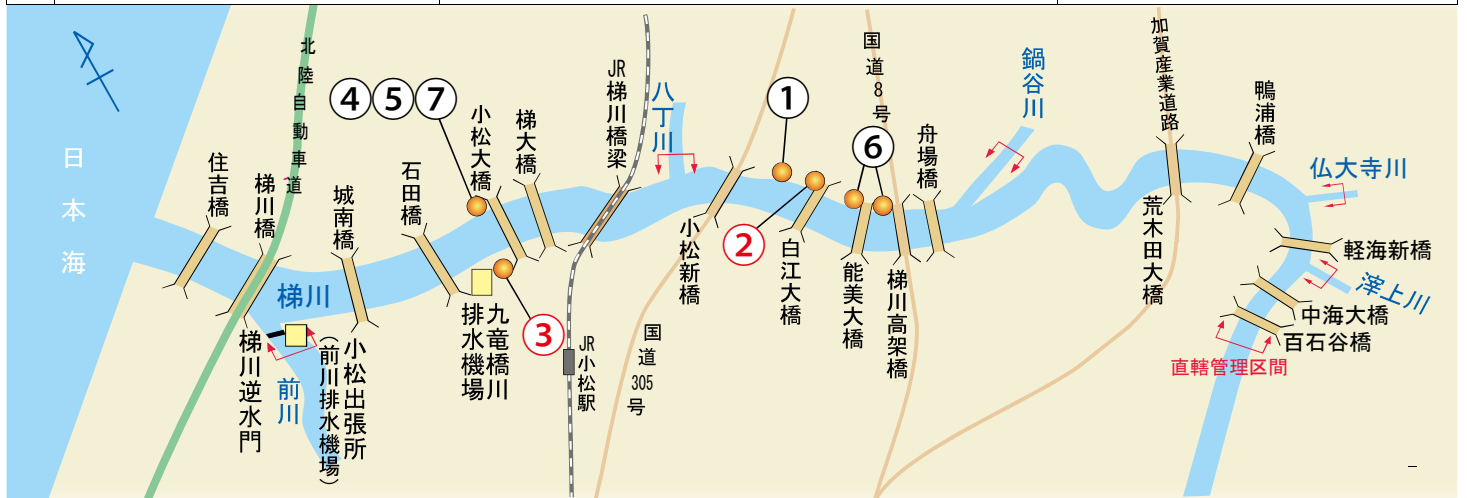 日本海
北陸自動車道
住吉橋
梯川橋
城南橋
石田橋
④⑤⑦
小松大橋
梯大橋
JR梯川橋梁
八丁川
①
国道8号
⑥
舟場橋
鍋谷川
加賀産業道路
鴨浦橋
仏大寺川
梯川
梯川逆水門
前川
小松出張所
(前川排水機場)
九竜橋川
排水機場
③
JR小松駅
国道305号
小松新橋
②
白江大橋
能美大橋
梯川高架橋
荒木田大橋
軽海新橋
滓上川
中海大橋
百石谷橋
直轄管理区間